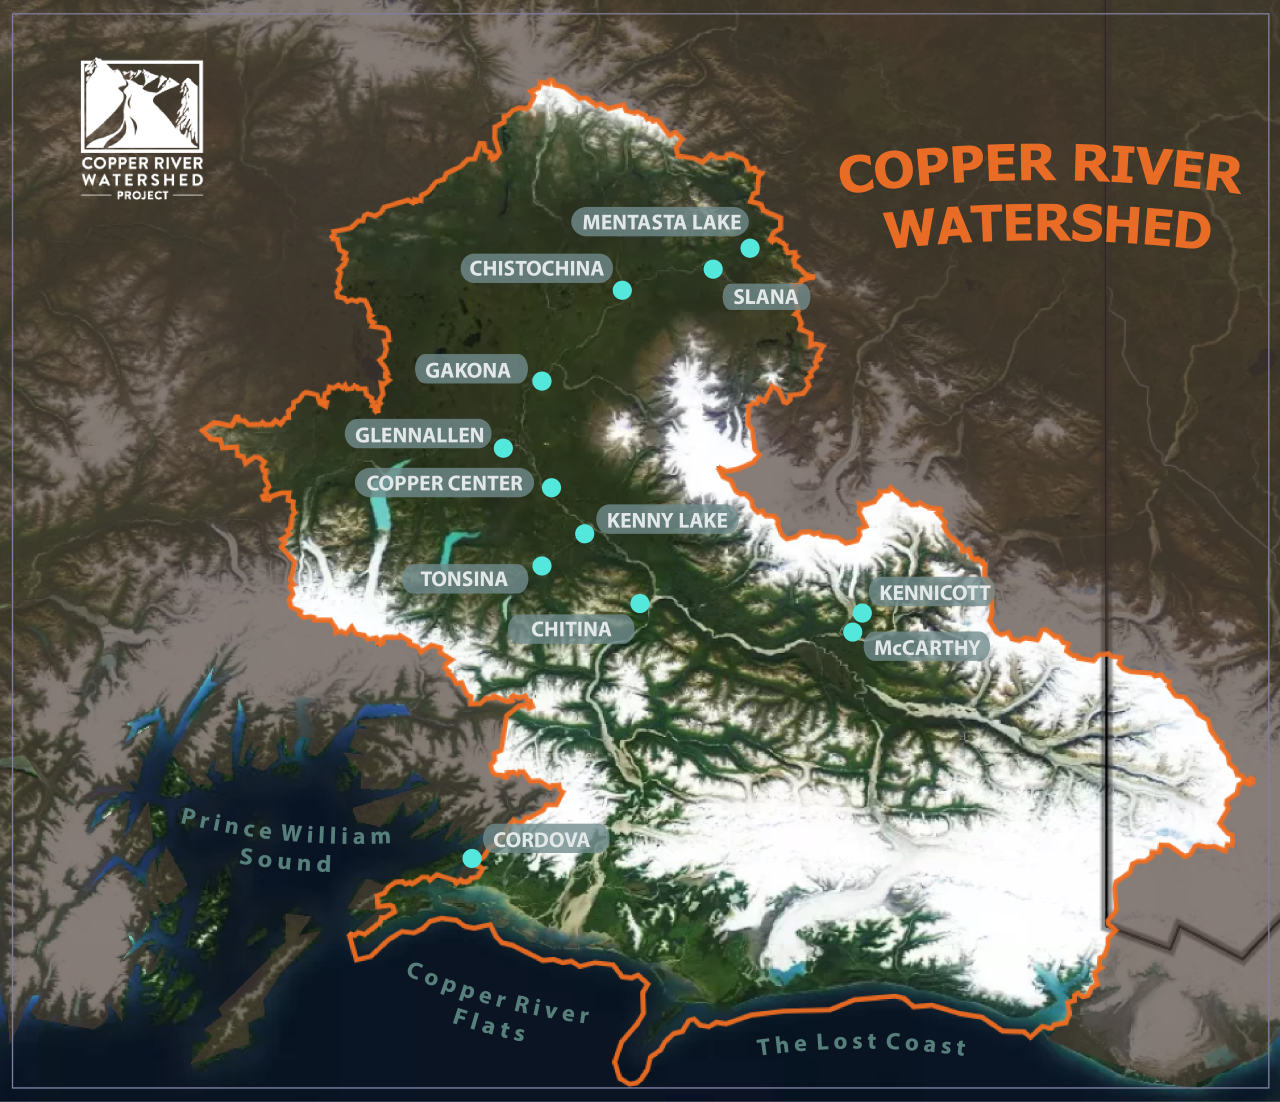 COPPER RIVER
WATERSHED
PROJECT
COPPER RIVER
WATERSHED
MENTASTA LAKE
CHISTOCHINA
SLANA
GAKONA
GLENNALLEN
COPPER CENTER
KENNY LAKE
TONSINA
KENNICOTT
CHITINA
McCARTHY
Prince William
Sound
CORDOVA
Copper River
Flats
The Lost Coast